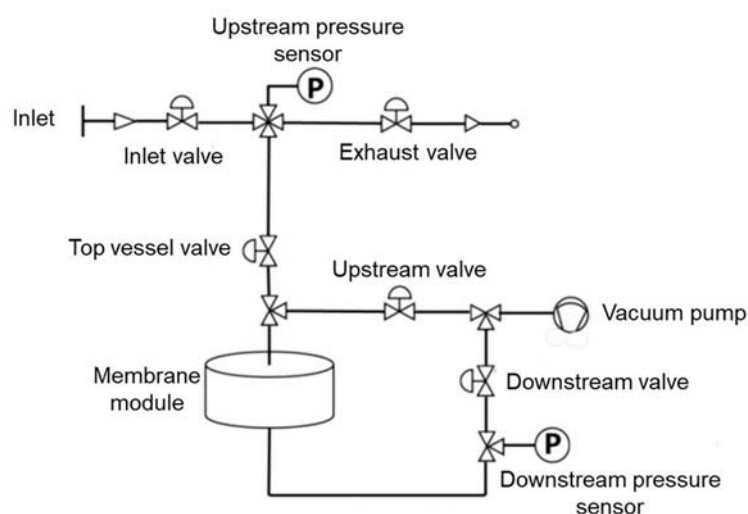 Upstream pressure
sensor
P
Inlet
Inlet valve
Exhaust valve
Top vessel valve
Upstream valve
Vacuum pump
Membrane
module
Downstream valve
P
Downstream pressure
sensor